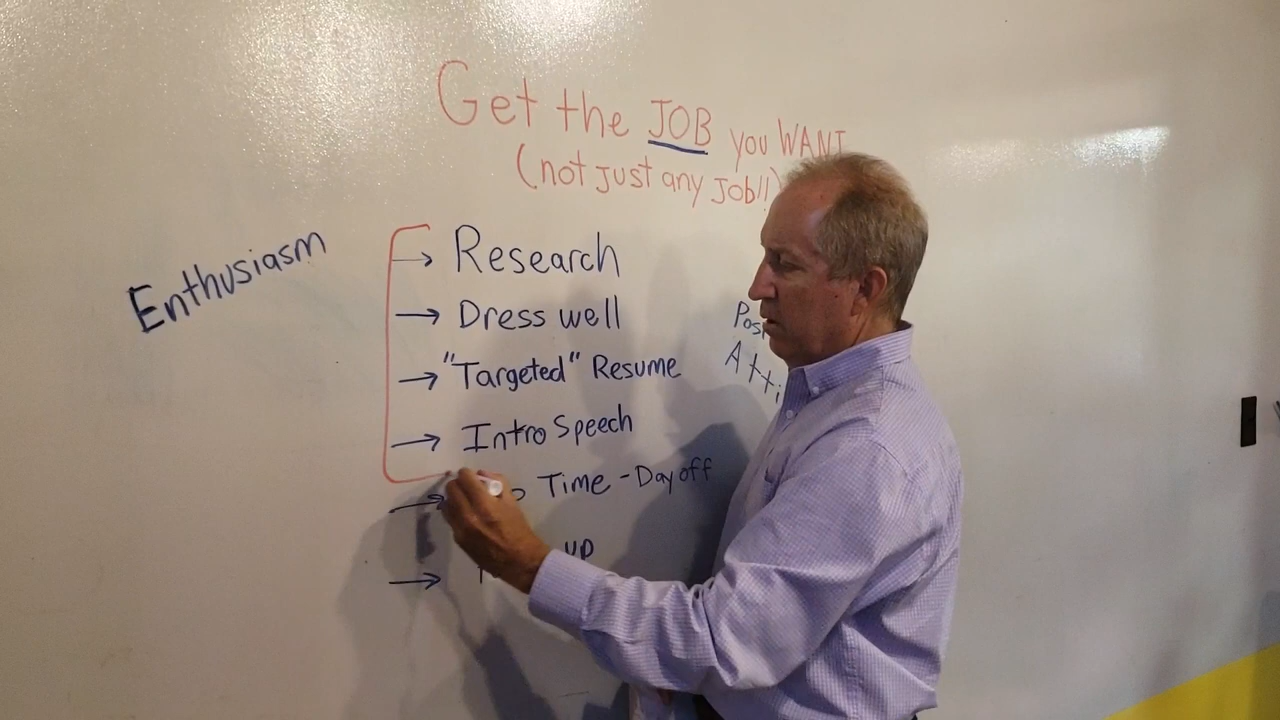 Get the JOB you WANT
(not just any JOB!!)
Enthusiasm
→ Research
→ Dress well
→ "Targeted" Resume
→ Intro Speech
→ Time - Day off
→ up